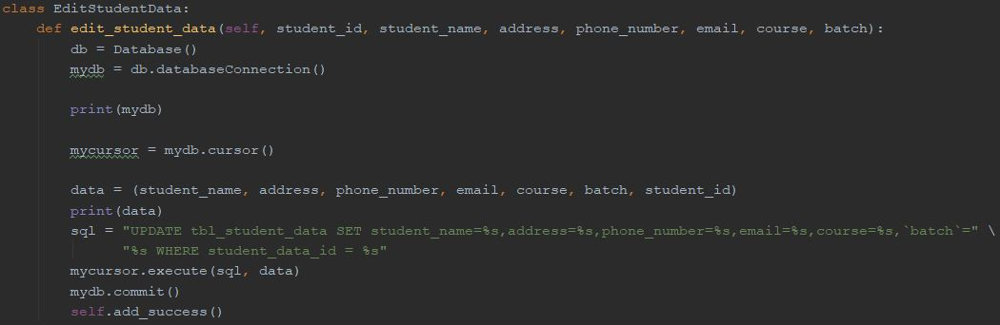 class EditStudentData:
    def edit_student_data(self, student_id, student_name, address, phone_number, email, course, batch):
        db = Database()
        mydb = db.databaseConnection()

        print(mydb)

        mycursor = mydb.cursor()

        data = (student_name, address, phone_number, email, course, batch, student_id)
        print(data)
        sql = "UPDATE tbl_student_data SET student_name=%s,address=%s,phone_number=%s,email=%s,course=%s,`batch`=" \
              "%s WHERE student_data_id = %s"
        mycursor.execute(sql, data)
        mydb.commit()
        self.add_success()